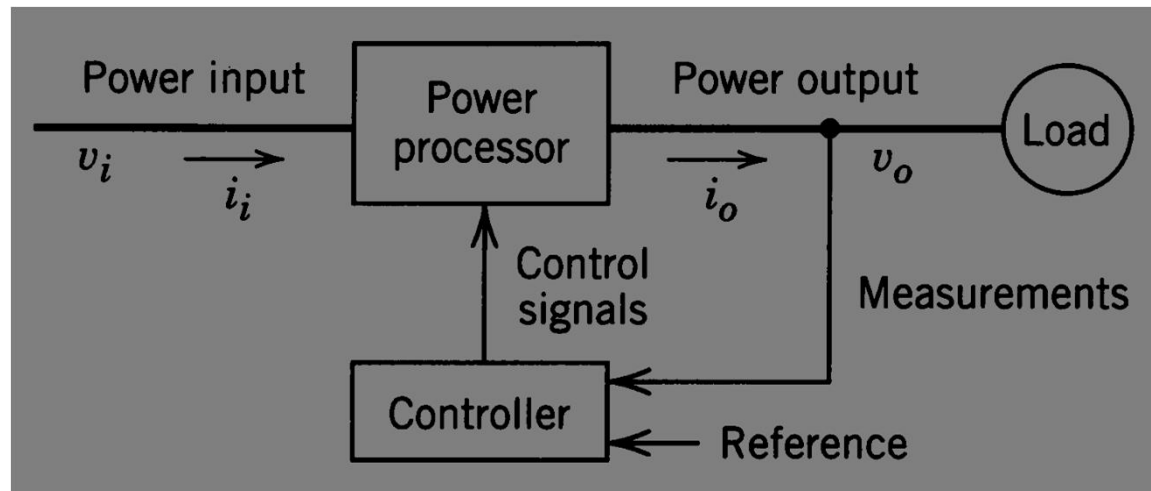 Power input
Power
processor
Power output
Load
v_i
i_i
i_o
v_o
Control
signals
Measurements
Controller
Reference